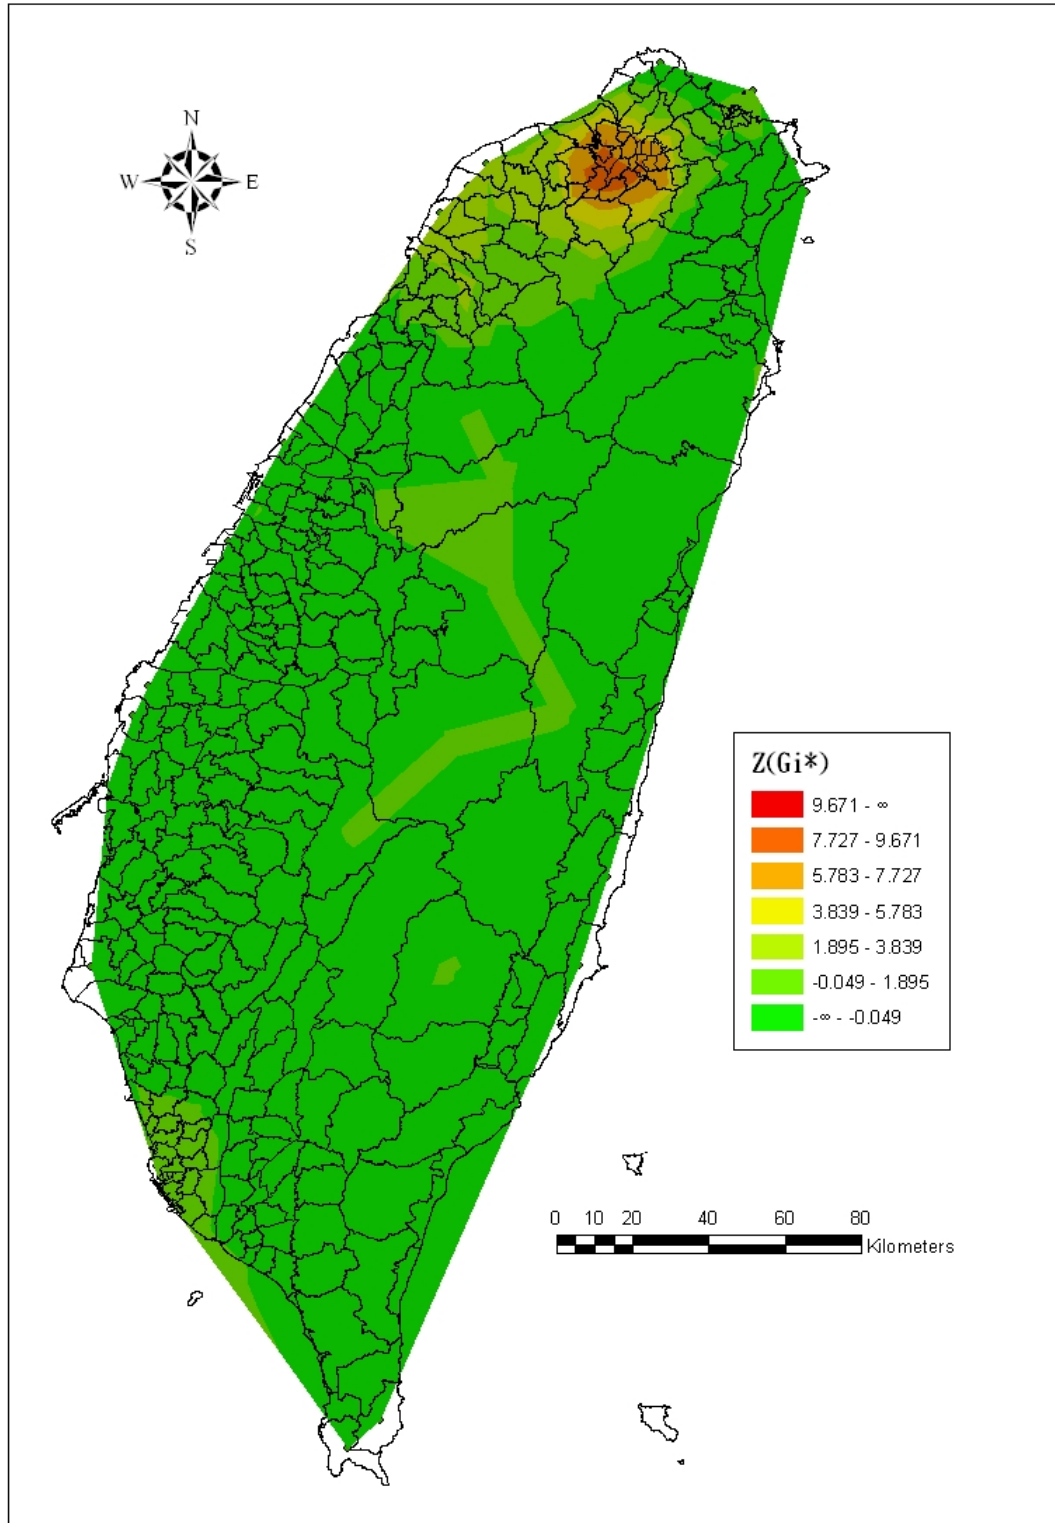 N
W E
S
Z(Gi*)
9.671 - ∞
7.727 - 9.671
5.783 - 7.727
3.839 - 5.783
1.895 - 3.839
-0.049 - 1.895
-∞ - -0.049
0 10 20 40 60 80
Kilometers